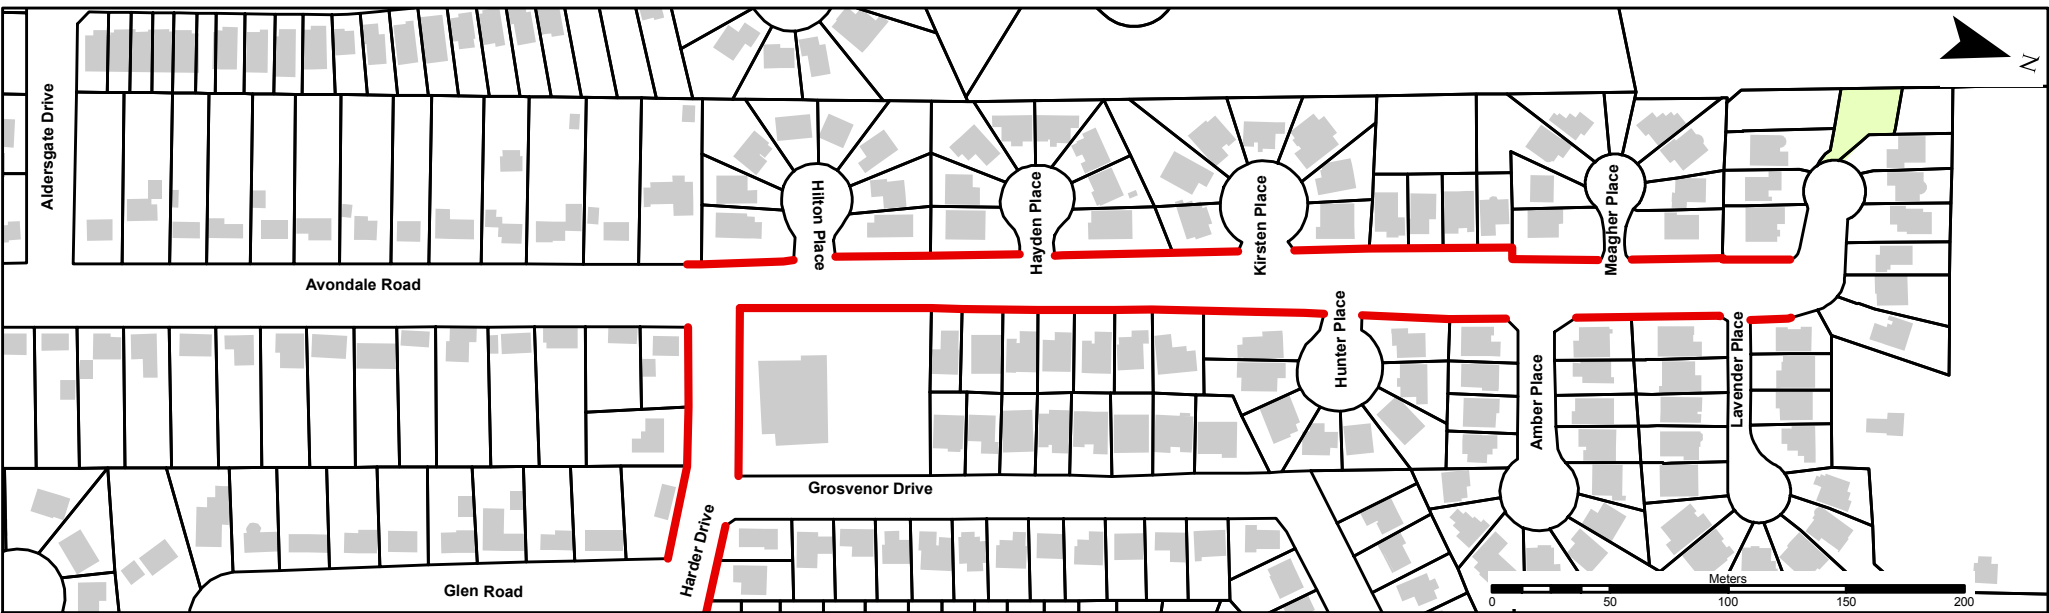 N
Aldersgate Drive
Hilton Place
Hayden Place
Kirsten Place
Meagher Place
Avondale Road
Hunter Place
Amber Place
Lavender Place
Grosvenor Drive
Harder Drive
Glen Road
Meters
0 50 100 150 200